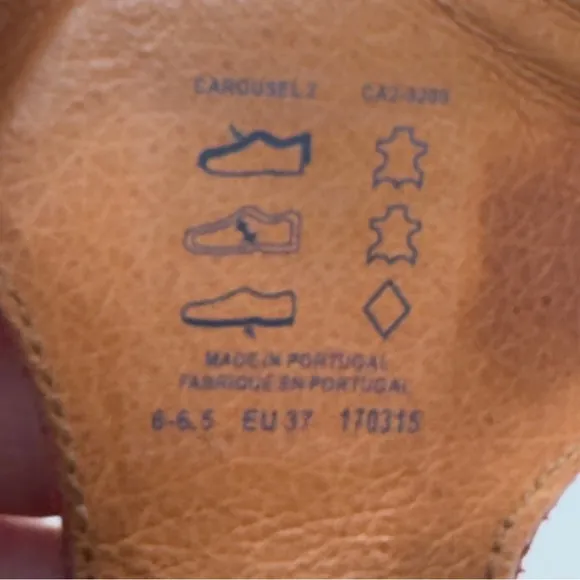 CAROUSEL 2
MADE IN PORTUGAL
FABRIQUÉ EN PORTUGAL
6-6.5 EU 37 170315